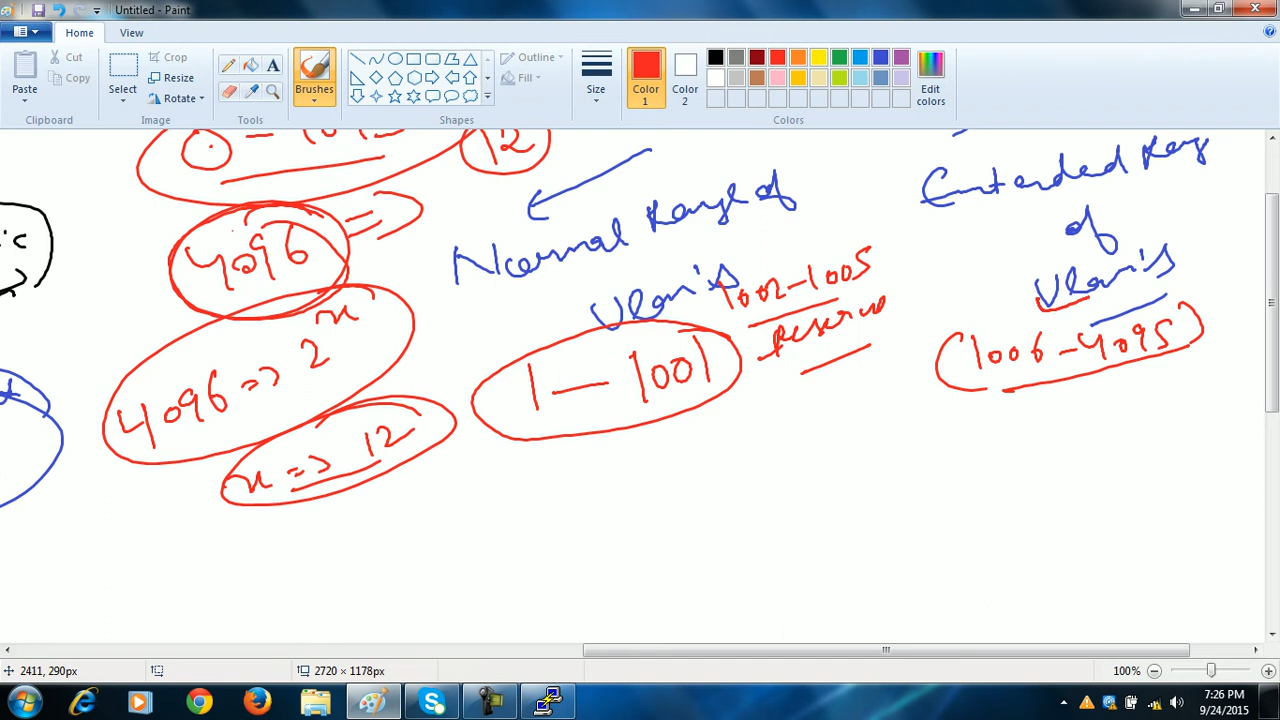 Untitled - Paint
Home
View
Paste
Cut
Copy
Clipboard
Select
Crop
Resize
Rotate
Image
Tools
Brushes
Outline
Fill
Shapes
Size
Color 1
Color 2
Edit colors
Colors
12
4096 =>
4096 => 2^x
x => 12
Normal Range of
Vlan's
1002-1005
Reserve
1 — 1001
Extended Rang
of
Vlan's
(1006 - 4095)
2411, 290px
2720 × 1178px
100%
7:26 PM
9/24/2015